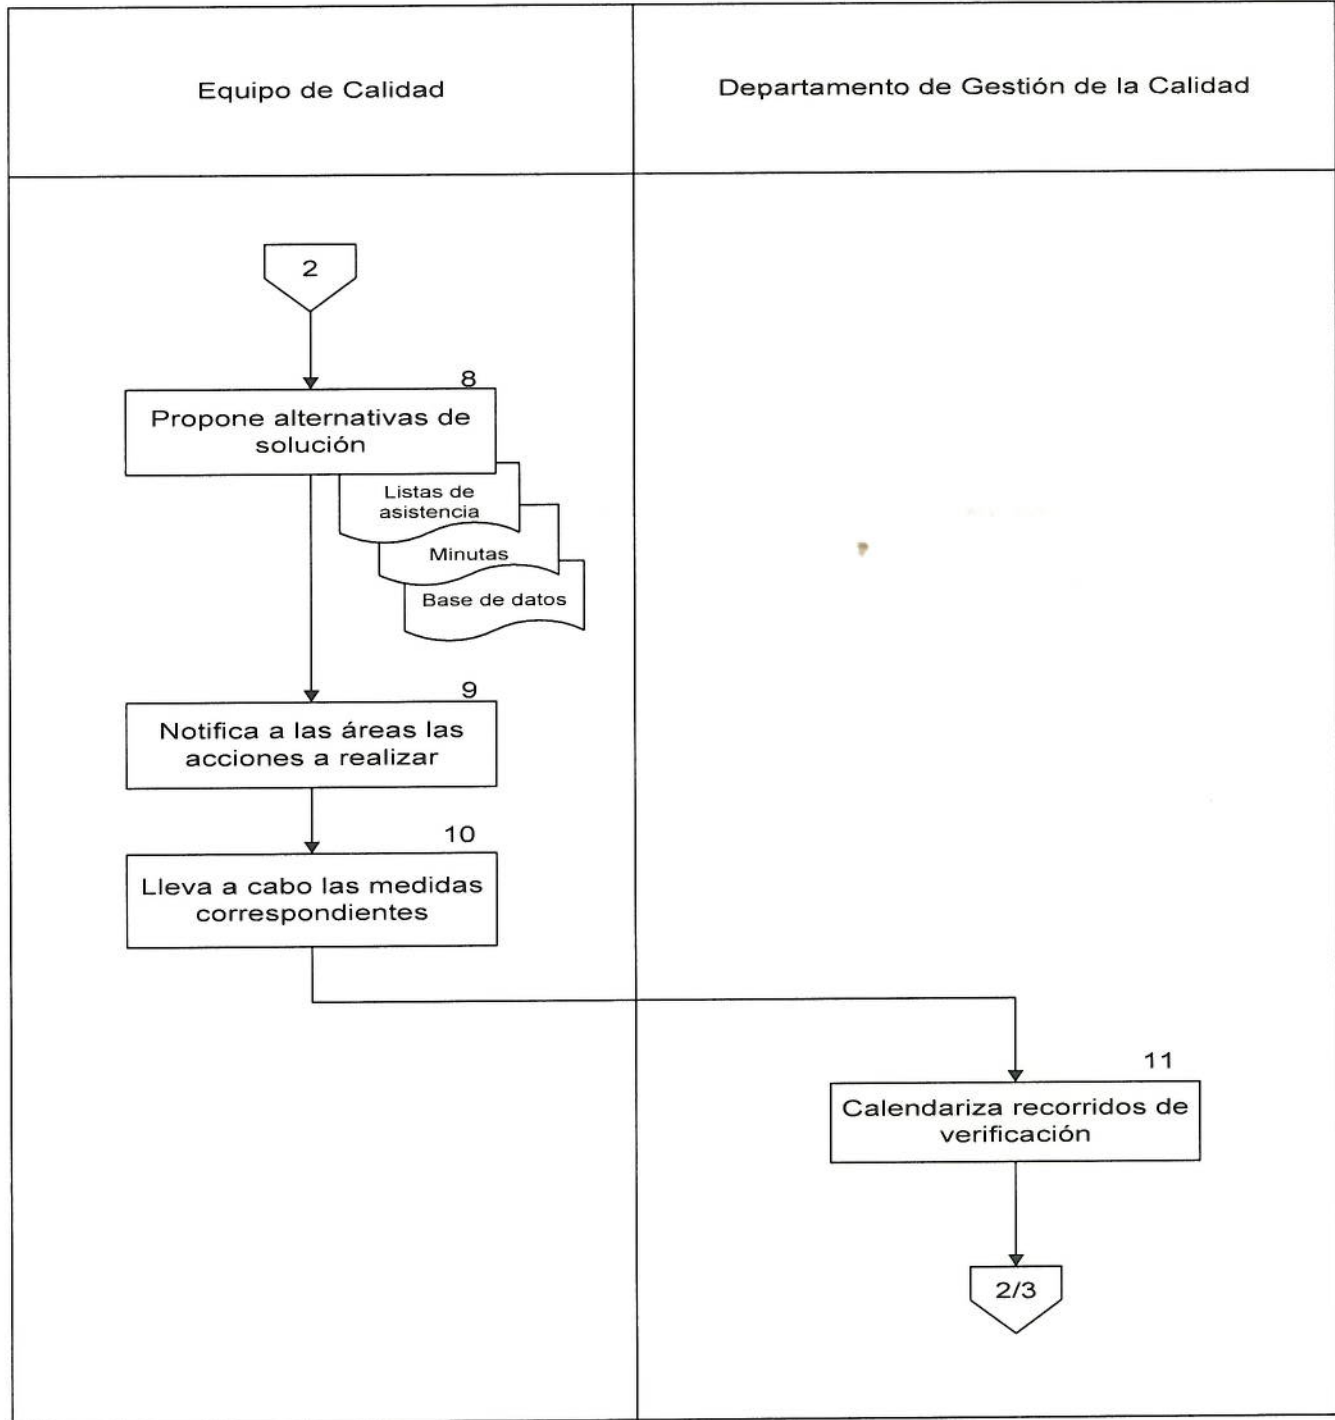 Equipo de Calidad
Departamento de Gestión de la Calidad
2
8
Propone alternativas de
solución
Listas de
asistencia
Minutas
Base de datos
9
Notifica a las áreas las
acciones a realizar
10
Lleva a cabo las medidas
correspondientes
11
Calendariza recorridos de
verificación
2/3